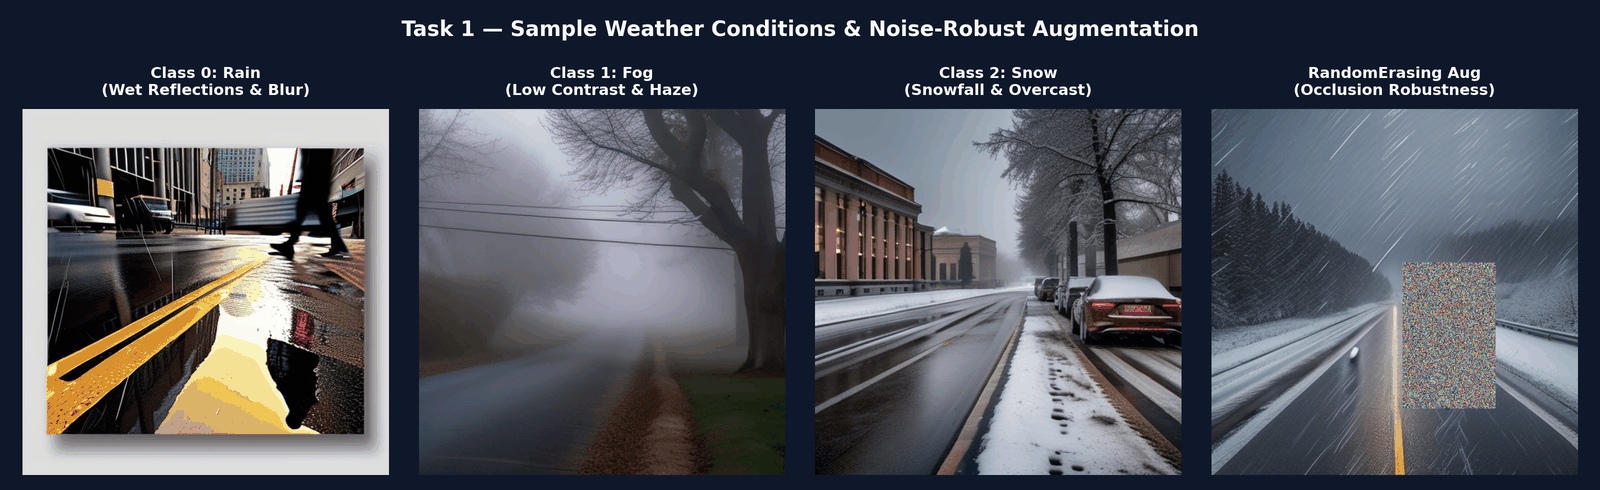 Task 1 — Sample Weather Conditions & Noise-Robust Augmentation
Class 0: Rain
(Wet Reflections & Blur)
Class 1: Fog
(Low Contrast & Haze)
Class 2: Snow
(Snowfall & Overcast)
RandomErasing Aug
(Occlusion Robustness)